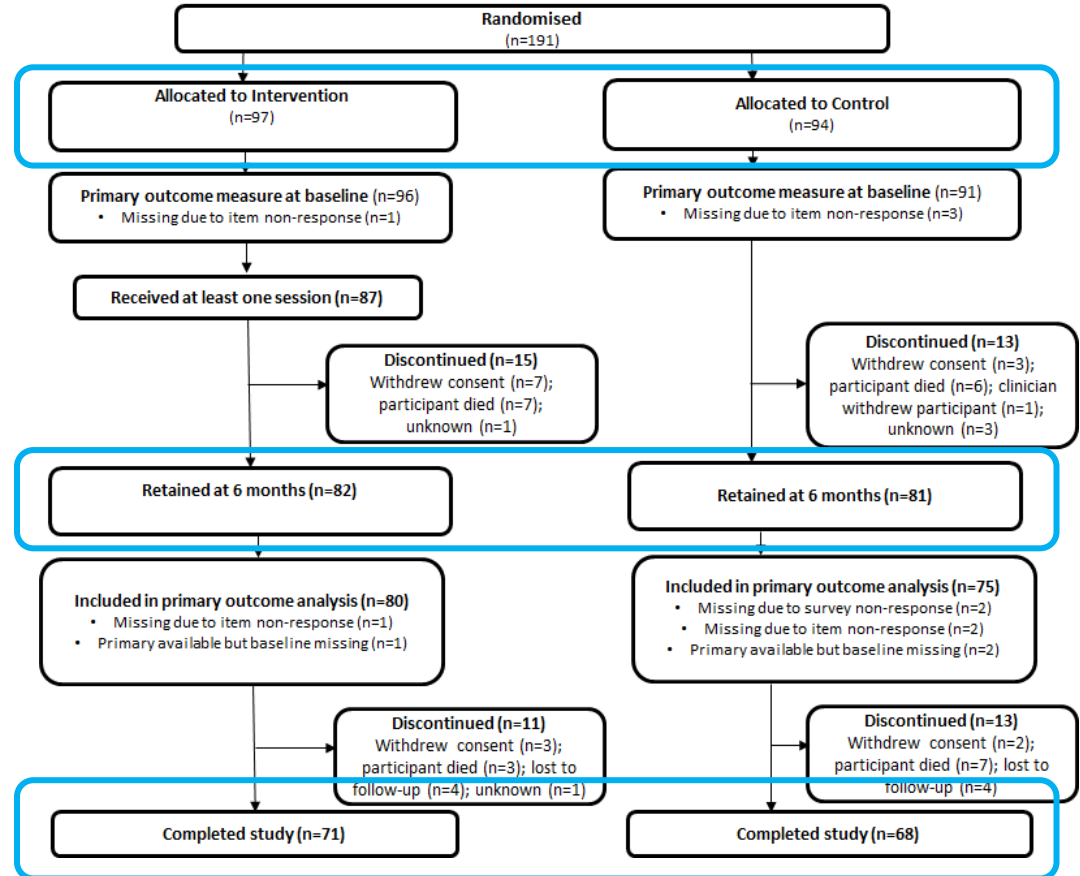 Randomised
(n=191)
Allocated to Intervention
(n=97)
Allocated to Control
(n=94)
Primary outcome measure at baseline (n=96)
• Missing due to item non-response (n=1)
Primary outcome measure at baseline (n=91)
• Missing due to item non-response (n=3)
Received at least one session (n=87)
Discontinued (n=15)
Withdrew consent (n=7);
participant died (n=7);
unknown (n=1)
Discontinued (n=13)
Withdrew consent (n=3);
participant died (n=6); clinician
withdrew participant (n=1);
unknown (n=3)
Retained at 6 months (n=82)
Retained at 6 months (n=81)
Included in primary outcome analysis (n=80)
• Missing due to item non-response (n=1)
• Primary available but baseline missing (n=1)
Included in primary outcome analysis (n=75)
• Missing due to survey non-response (n=2)
• Missing due to item non-response (n=2)
• Primary available but baseline missing (n=2)
Discontinued (n=11)
Withdrew consent (n=3);
participant died (n=3); lost to
follow-up (n=4); unknown (n=1)
Discontinued (n=13)
Withdrew consent (n=2);
participant died (n=7); lost to
follow-up (n=4)
Completed study (n=71)
Completed study (n=68)